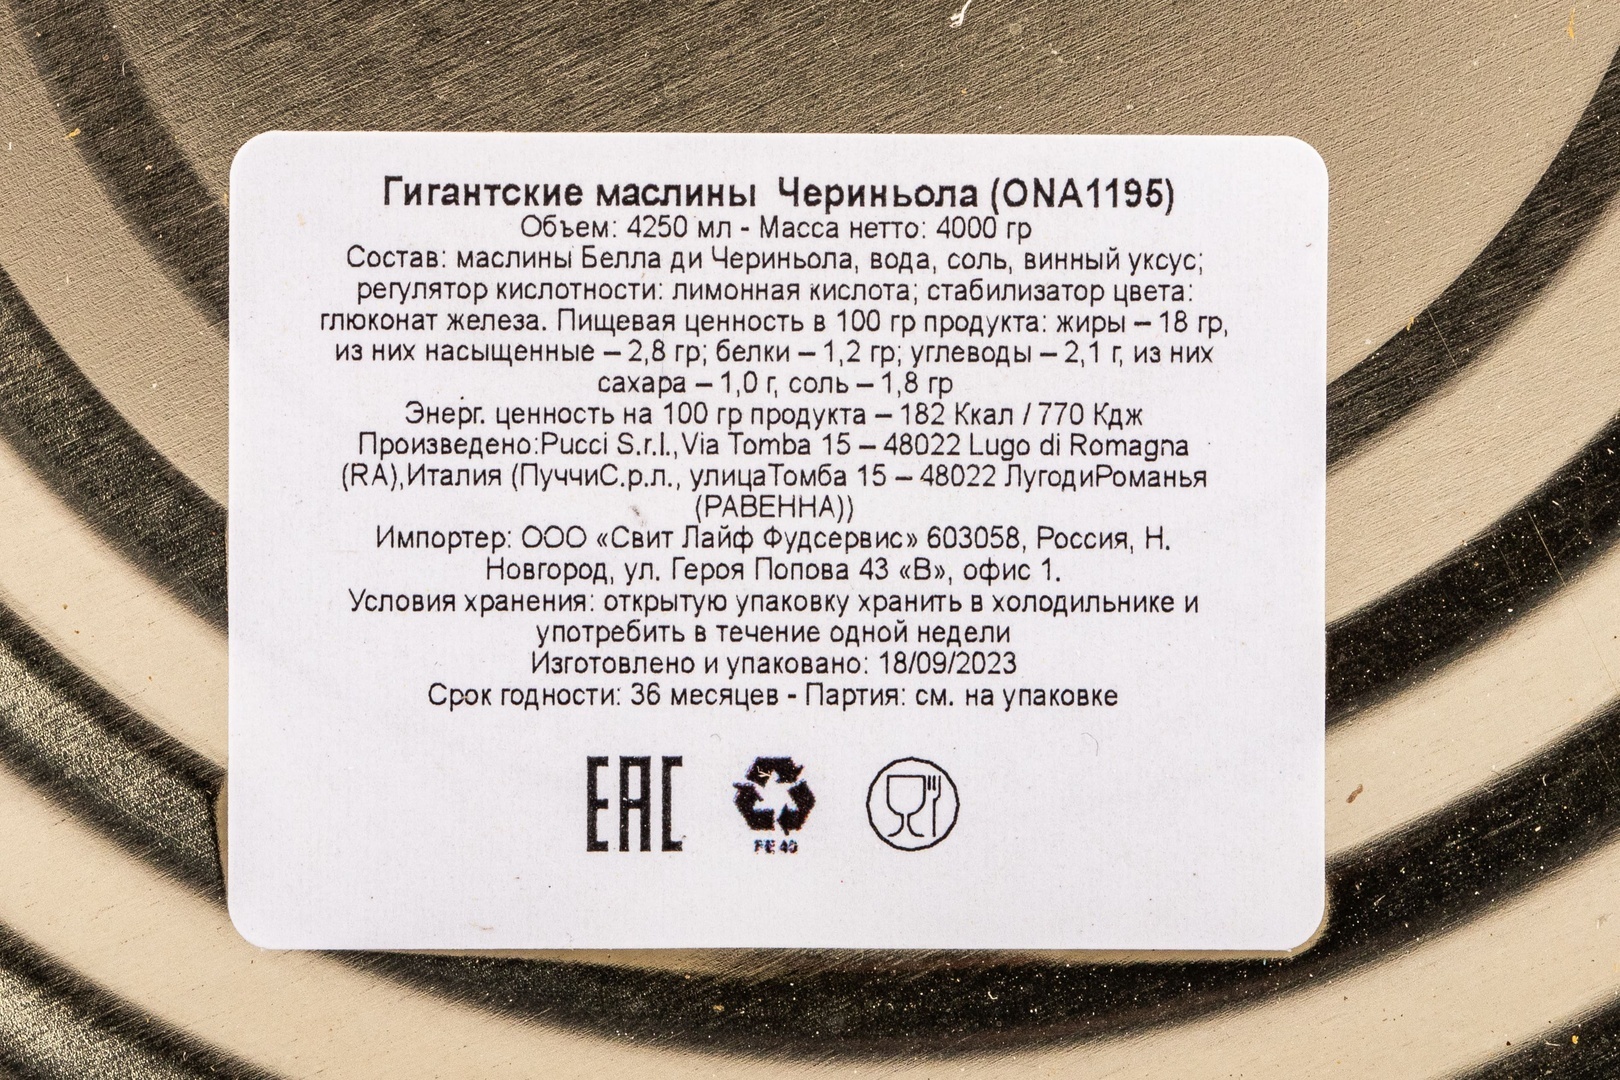 Гигантские маслины Чериньола (ONA1195)
Объем: 4250 мл - Масса нетто: 4000 гр
Состав: маслины Белла ди Чериньола, вода, соль, винный уксус;
регулятор кислотности: лимонная кислота; стабилизатор цвета:
глюконат железа. Пищевая ценность в 100 гр продукта: жиры – 18 гр,
из них насыщенные – 2,8 гр; белки – 1,2 гр; углеводы – 2,1 г, из них
сахара – 1,0 г, соль – 1,8 гр
Энерг. ценность на 100 гр продукта – 182 Ккал / 770 Кдж
Произведено:Pucci S.r.l.,Via Tomba 15 – 48022 Lugo di Romagna
(RA),Италия (ПуччиС.р.л., улицаТомба 15 – 48022 ЛугодиРоманья
(РАВЕННА))
Импортер: ООО «Свит Лайф Фудсервис» 603058, Россия, Н.
Новгород, ул. Героя Попова 43 «В», офис 1.
Условия хранения: открытую упаковку хранить в холодильнике и
употребить в течение одной недели
Изготовлено и упаковано: 18/09/2023
Срок годности: 36 месяцев - Партия: см. на упаковке
EAC
FE 40